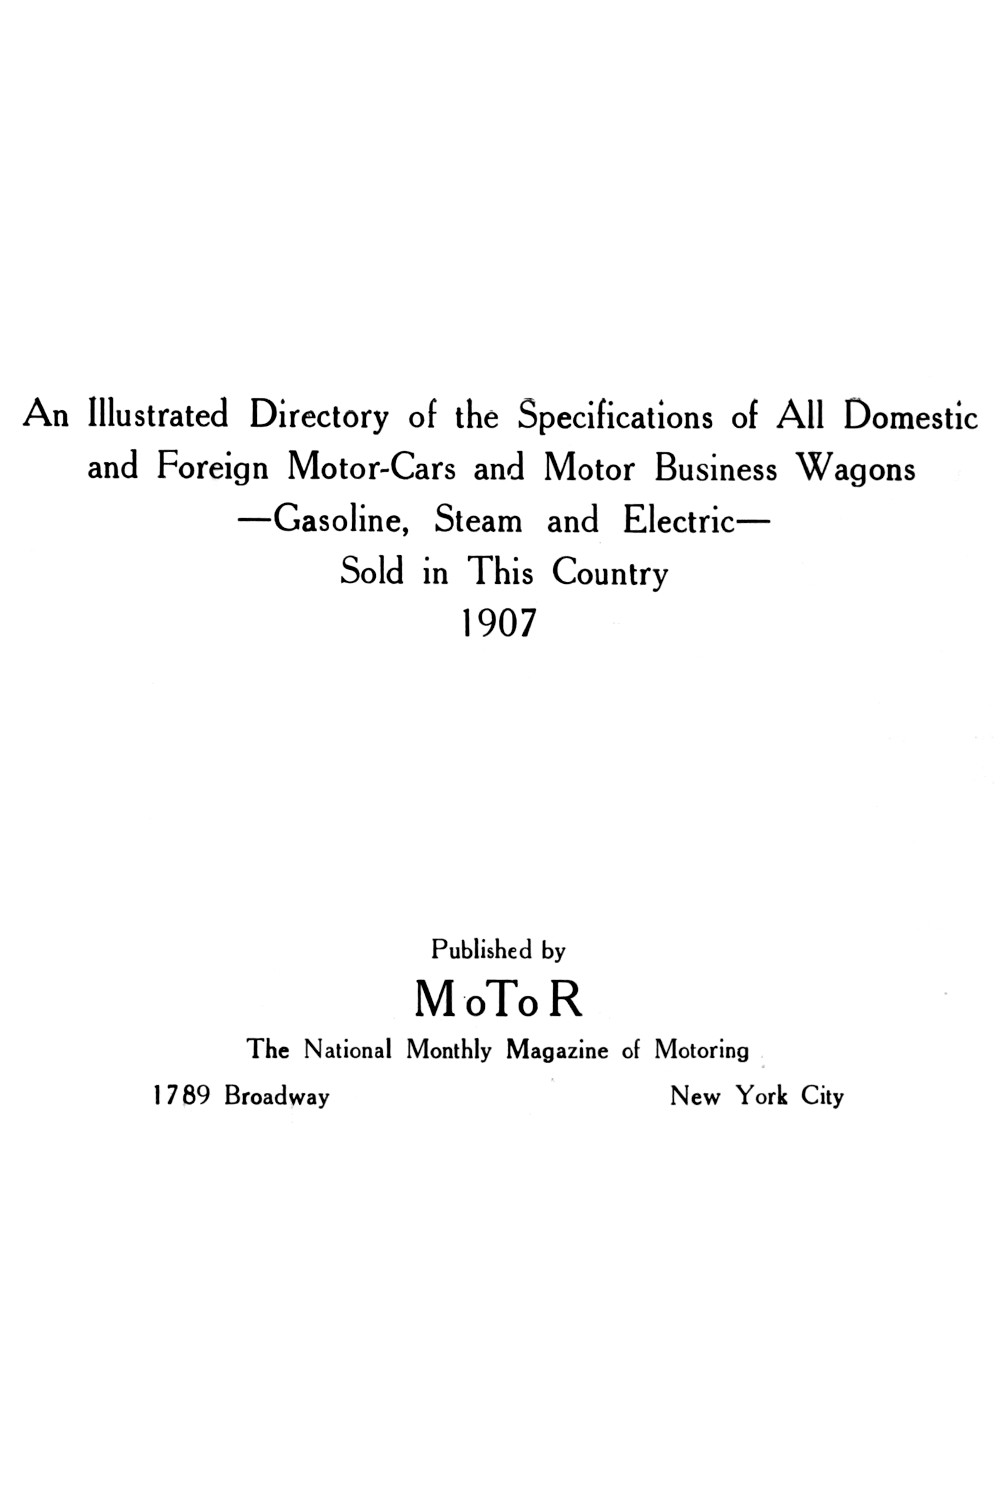 An Illustrated Directory of the Specifications of All Domestic
and Foreign Motor-Cars and Motor Business Wagons
—Gasoline, Steam and Electric—
Sold in This Country
1907
Published by
MoToR
The National Monthly Magazine of Motoring
1789 Broadway New York City